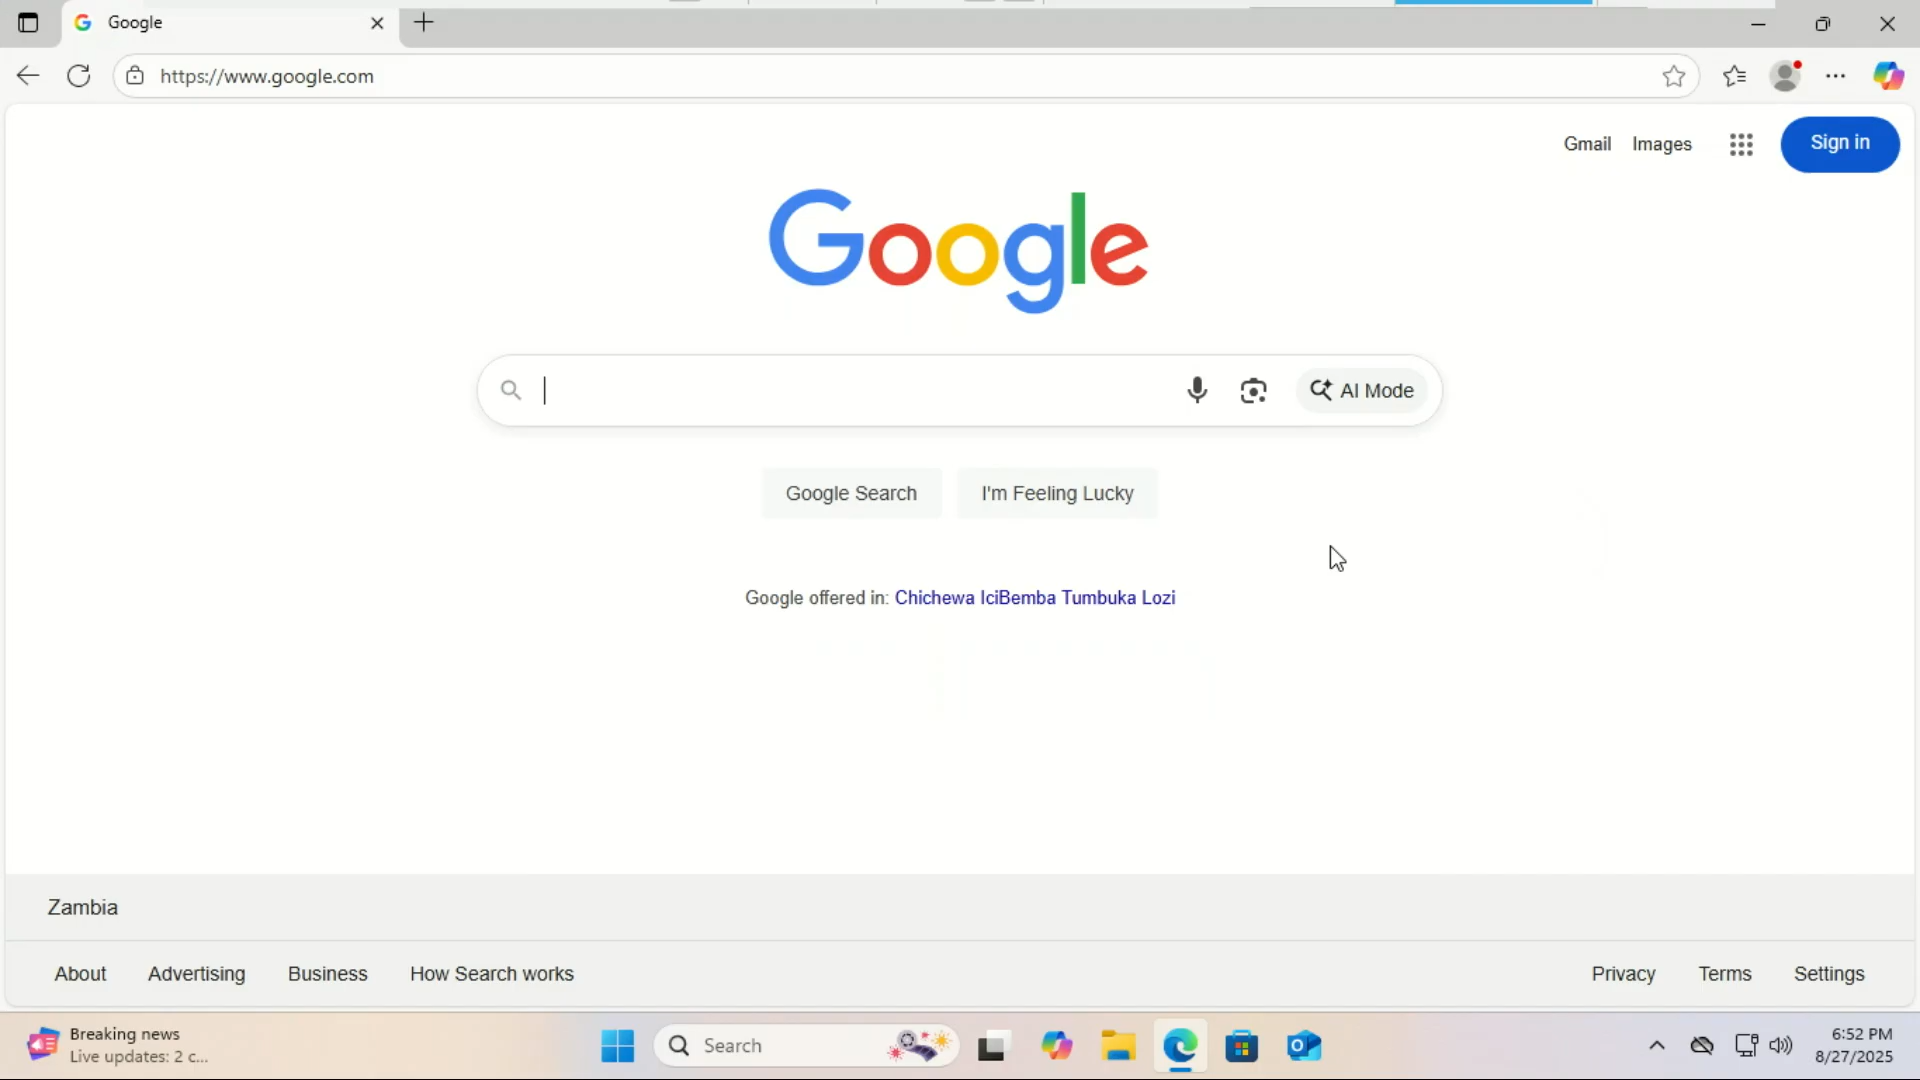 Google
https://www.google.com
Gmail Images Sign in
Google
AI Mode
Google Search I'm Feeling Lucky
Google offered in: Chichewa IciBemba Tumbuka Lozi
Zambia
About Advertising Business How Search works Privacy Terms Settings
Breaking news
Live updates: 2 c...
Search
6:52 PM
8/27/2025